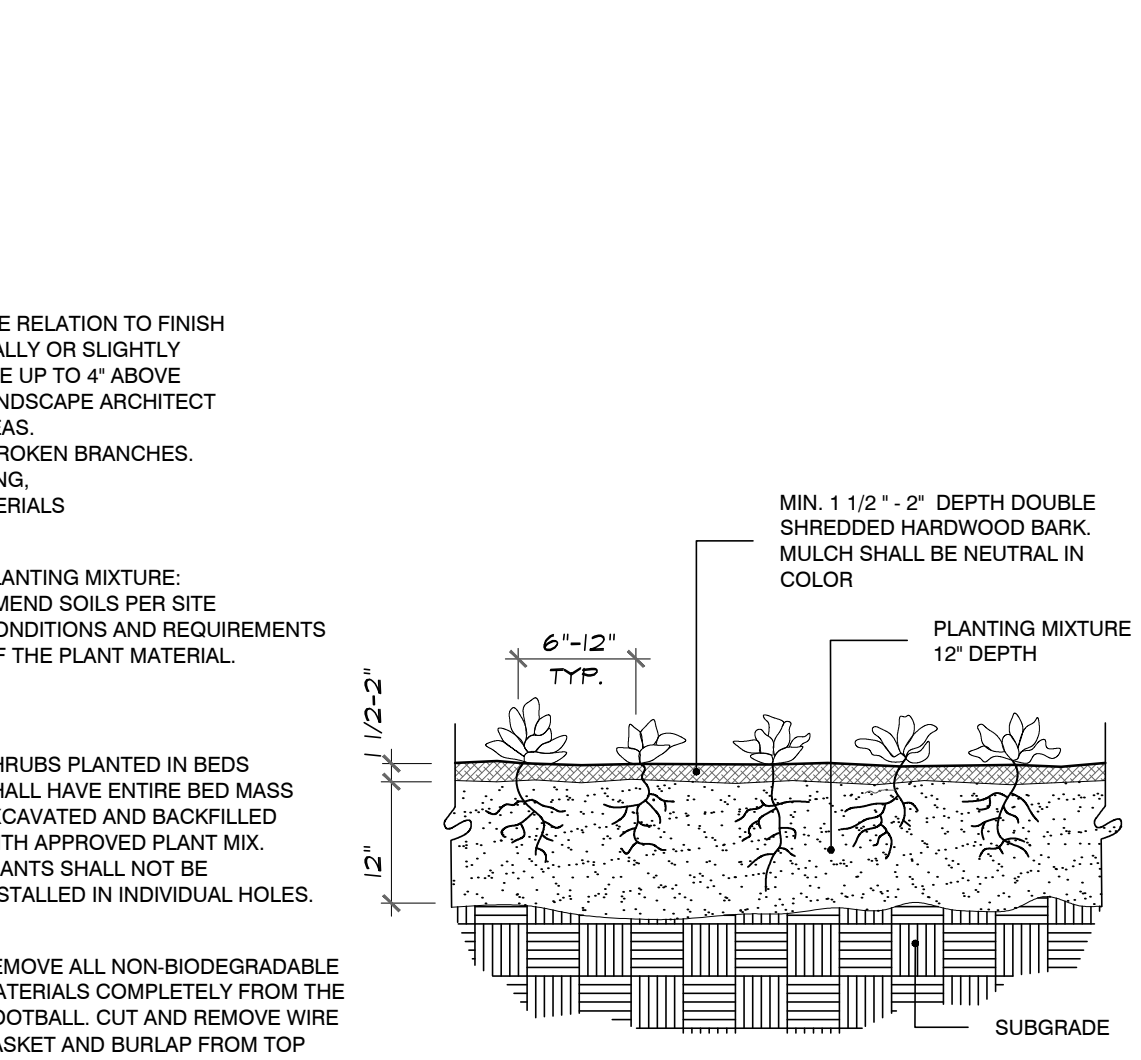 E RELATION TO FINISH
ALLY OR SLIGHTLY
E UP TO 4" ABOVE
NDSCAPE ARCHITECT
EAS.
ROKEN BRANCHES.
NG,
ERIALS
LANTING MIXTURE:
MEND SOILS PER SITE
ONDITIONS AND REQUIREMENTS
F THE PLANT MATERIAL.
HRUBS PLANTED IN BEDS
HALL HAVE ENTIRE BED MASS
XCAVATED AND BACKFILLED
ITH APPROVED PLANT MIX.
LANTS SHALL NOT BE
STALLED IN INDIVIDUAL HOLES.
EMOVE ALL NON-BIODEGRADABLE
ATERIALS COMPLETELY FROM THE
OOTBALL. CUT AND REMOVE WIRE
ASKET AND BURLAP FROM TOP
MIN. 1 1/2 " - 2" DEPTH DOUBLE
SHREDDED HARDWOOD BARK.
MULCH SHALL BE NEUTRAL IN
COLOR
PLANTING MIXTURE
12" DEPTH
6"-12"
TYP.
1 1/2-2"
12"
SUBGRADE